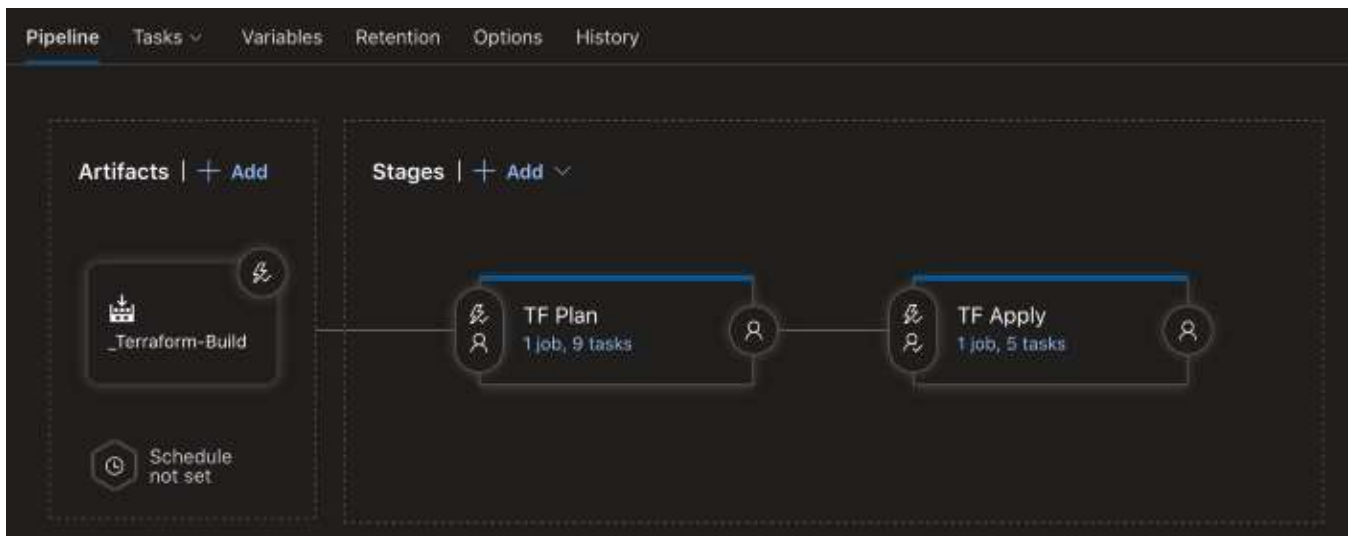 Pipeline Tasks Variables Retention Options History
Artifacts | + Add
Stages | + Add
_Terraform-Build
TF Plan
1 job, 9 tasks
TF Apply
1 job, 5 tasks
Schedule
not set